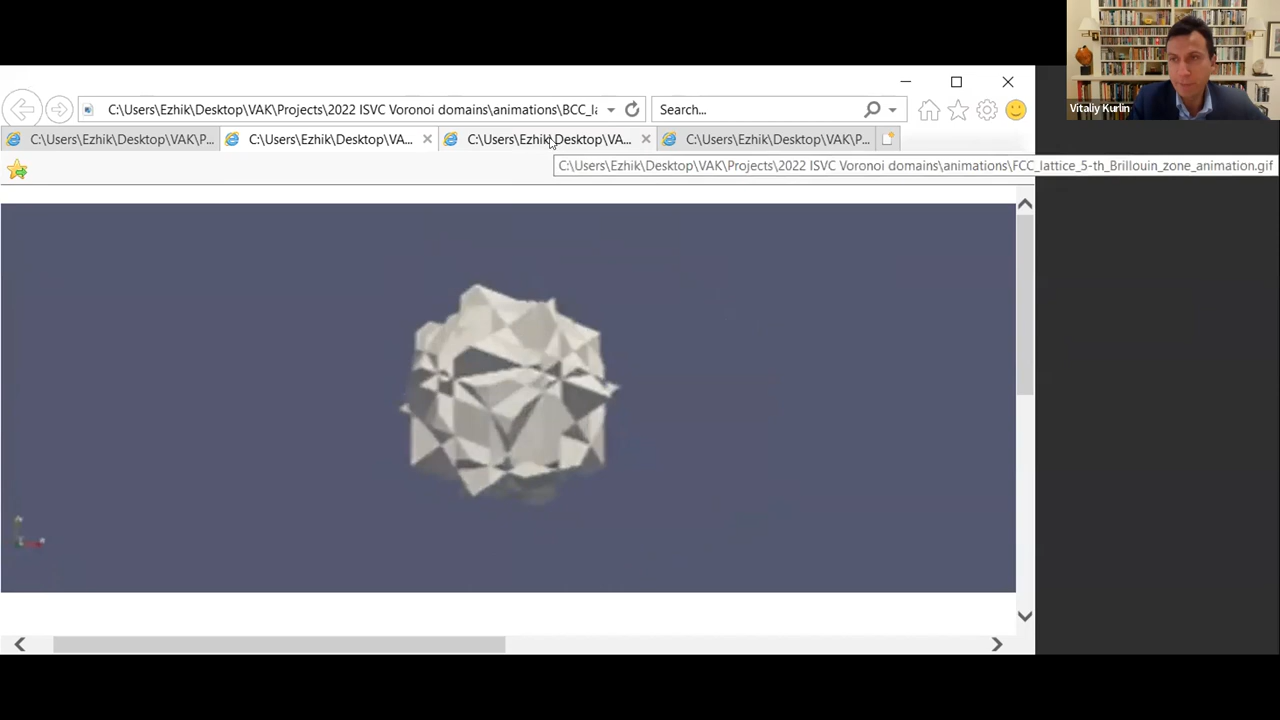 Vitaliy Kurlin
C:\Users\Ezhik\Desktop\VAK\Projects\2022 ISVC Voronoi domains\animations\BCC_la
Search...
C:\Users\Ezhik\Desktop\VAK\P...
C:\Users\Ezhik\Desktop\VA...
C:\Users\Ezhik\Desktop\VA...
C:\Users\Ezhik\Desktop\VAK\P...
C:\Users\Ezhik\Desktop\VAK\Projects\2022 ISVC Voronoi domains\animations\FCC_lattice_5-th_Brillouin_zone_animation.gif